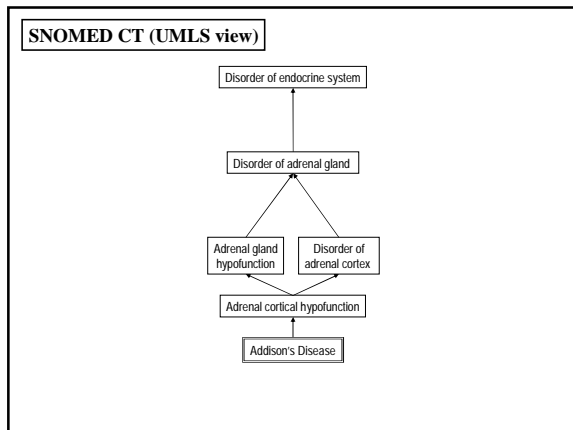 SNOMED CT (UMLS view)
Disorder of endocrine system
Disorder of adrenal gland
Adrenal gland
hypofunction
Disorder of
adrenal cortex
Adrenal cortical hypofunction
Addison's Disease